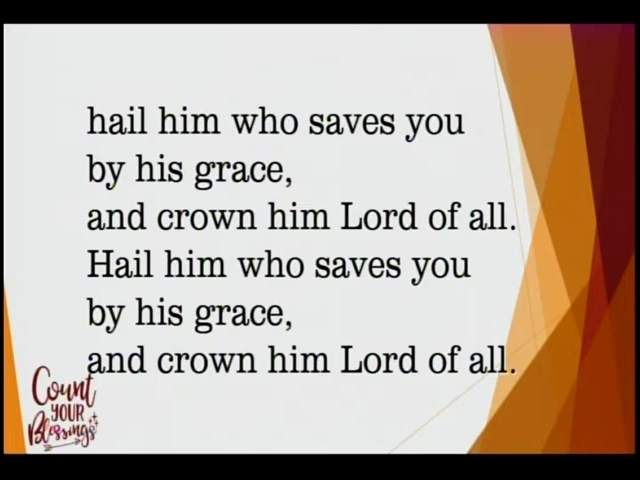 hail him who saves you
by his grace,
and crown him Lord of all.
Hail him who saves you
by his grace,
and crown him Lord of all.
Count
YOUR
Blessings